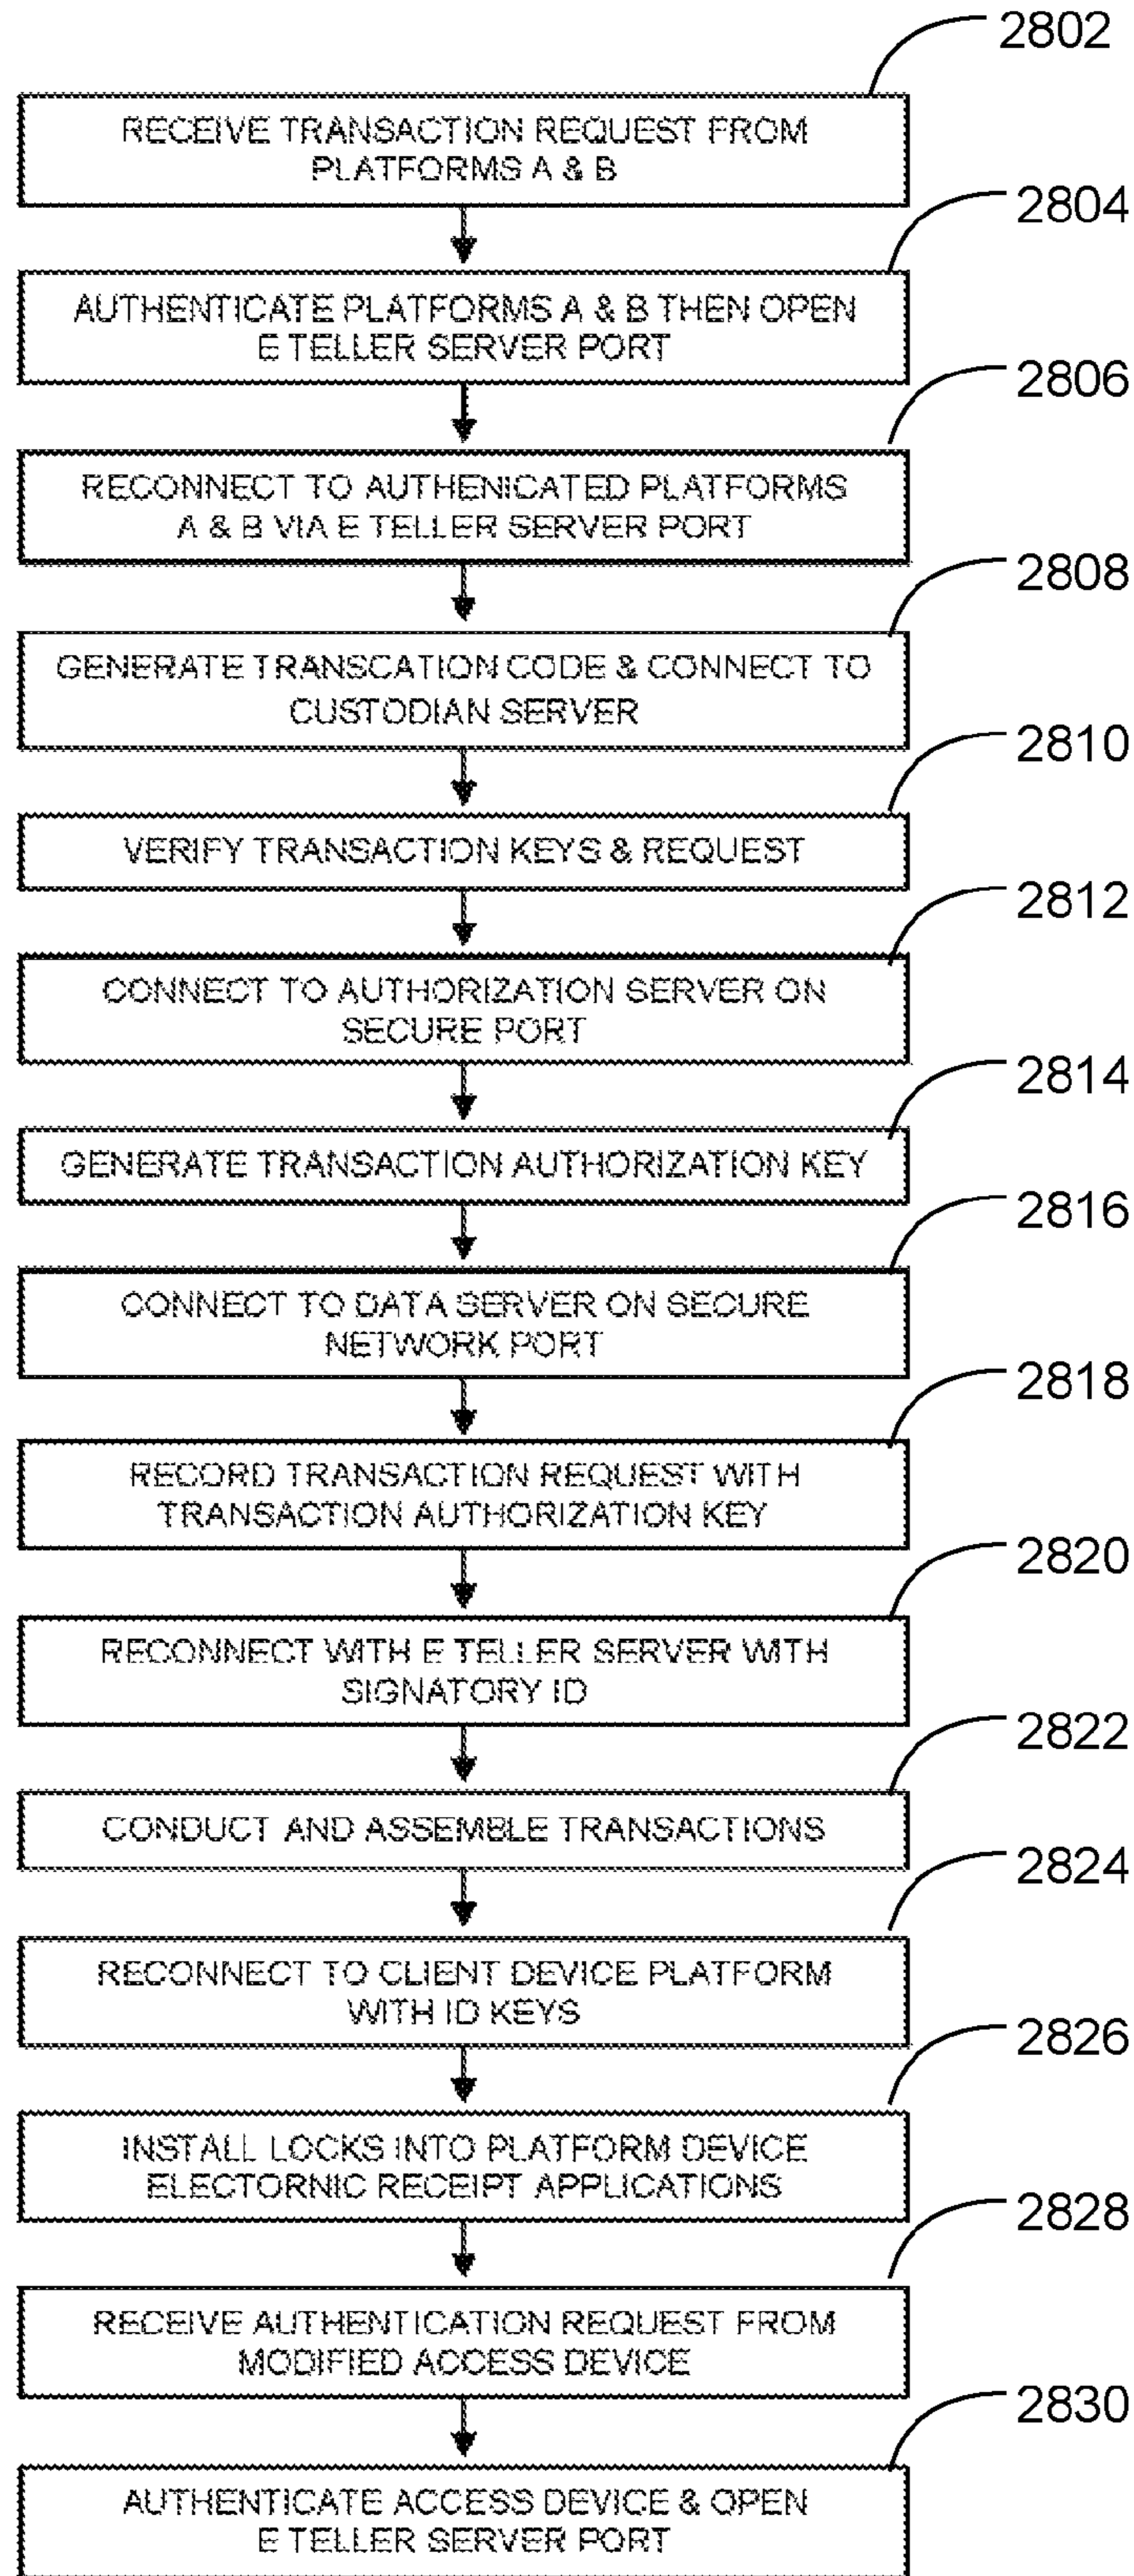 2802
RECEIVE TRANSACTION REQUEST FROM
PLATFORMS A & B
2804
AUTHENTICATE PLATFORMS A & B THEN OPEN
E TELLER SERVER PORT
2806
RECONNECT TO AUTHENICATED PLATFORMS
A & B VIA E TELLER SERVER PORT
2808
GENERATE TRANSCATION CODE & CONNECT TO
CUSTODIAN SERVER
2810
VERIFY TRANSACTION KEYS & REQUEST
2812
CONNECT TO AUTHORIZATION SERVER ON
SECURE PORT
2814
GENERATE TRANSACTION AUTHORIZATION KEY
2816
CONNECT TO DATA SERVER ON SECURE
NETWORK PORT
2818
RECORD TRANSACTION REQUEST WITH
TRANSACTION AUTHORIZATION KEY
2820
RECONNECT WITH E TELLER SERVER WITH
SIGNATORY ID
2822
CONDUCT AND ASSEMBLE TRANSACTIONS
2824
RECONNECT TO CLIENT DEVICE PLATFORM
WITH ID KEYS
2826
INSTALL LOCKS INTO PLATFORM DEVICE
ELECTORNIC RECEIPT APPLICATIONS
2828
RECEIVE AUTHENTICATION REQUEST FROM
MODIFIED ACCESS DEVICE
2830
AUTHENTICATE ACCESS DEVICE & OPEN
E TELLER SERVER PORT